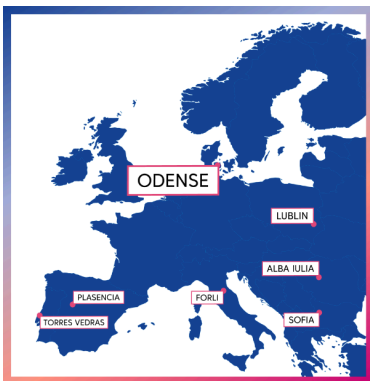 ODENSE
LUBLIN
ALBA IULIA
PLASENCIA
FORLI
TORRES VEDRAS
SOFIA